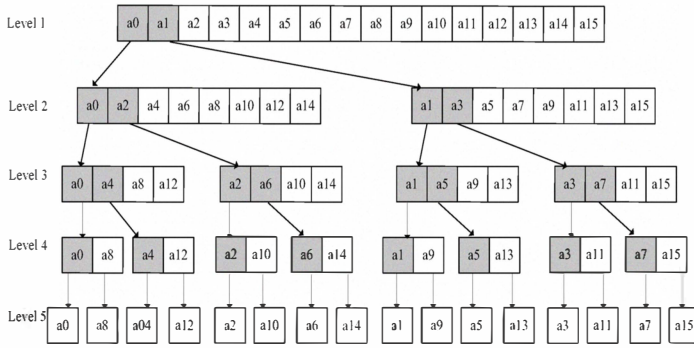 Level 1 a0 a1 a2 a3 a4 a5 a6 a7 a8 a9 a10 a11 a12 a13 a14 a15
Level 2 a0 a2 a4 a6 a8 a10 a12 a14 a1 a3 a5 a7 a9 a11 a13 a15
Level 3 a0 a4 a8 a12 a2 a6 a10 a14 a1 a5 a9 a13 a3 a7 a11 a15
Level 4 a0 a8 a4 a12 a2 a10 a6 a14 a1 a9 a5 a13 a3 a11 a7 a15
Level 5 a0 a8 a04 a12 a2 a10 a6 a14 a1 a9 a5 a13 a3 a11 a7 a15